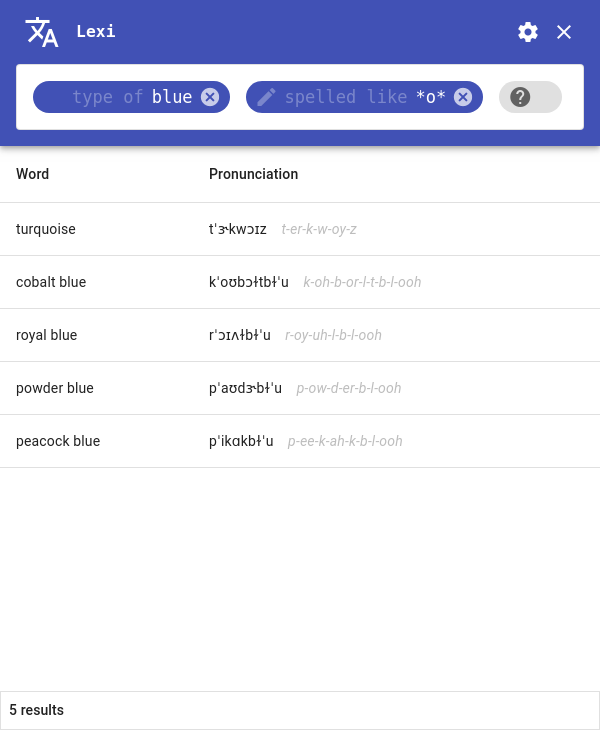 Lexi
type of blue spelled like *o* ?
Word Pronunciation
turquoise tˈɝkwɔɪz t-er-k-w-oy-z
cobalt blue kˈoʊbɔɫtbɫˈu k-oh-b-or-l-t-b-l-ooh
royal blue rˈɔɪʌɫbɫˈu r-oy-uh-l-b-l-ooh
powder blue pˈaʊdɝbɫˈu p-ow-d-er-b-l-ooh
peacock blue pˈikɑkbɫˈu p-ee-k-ah-k-b-l-ooh
5 results